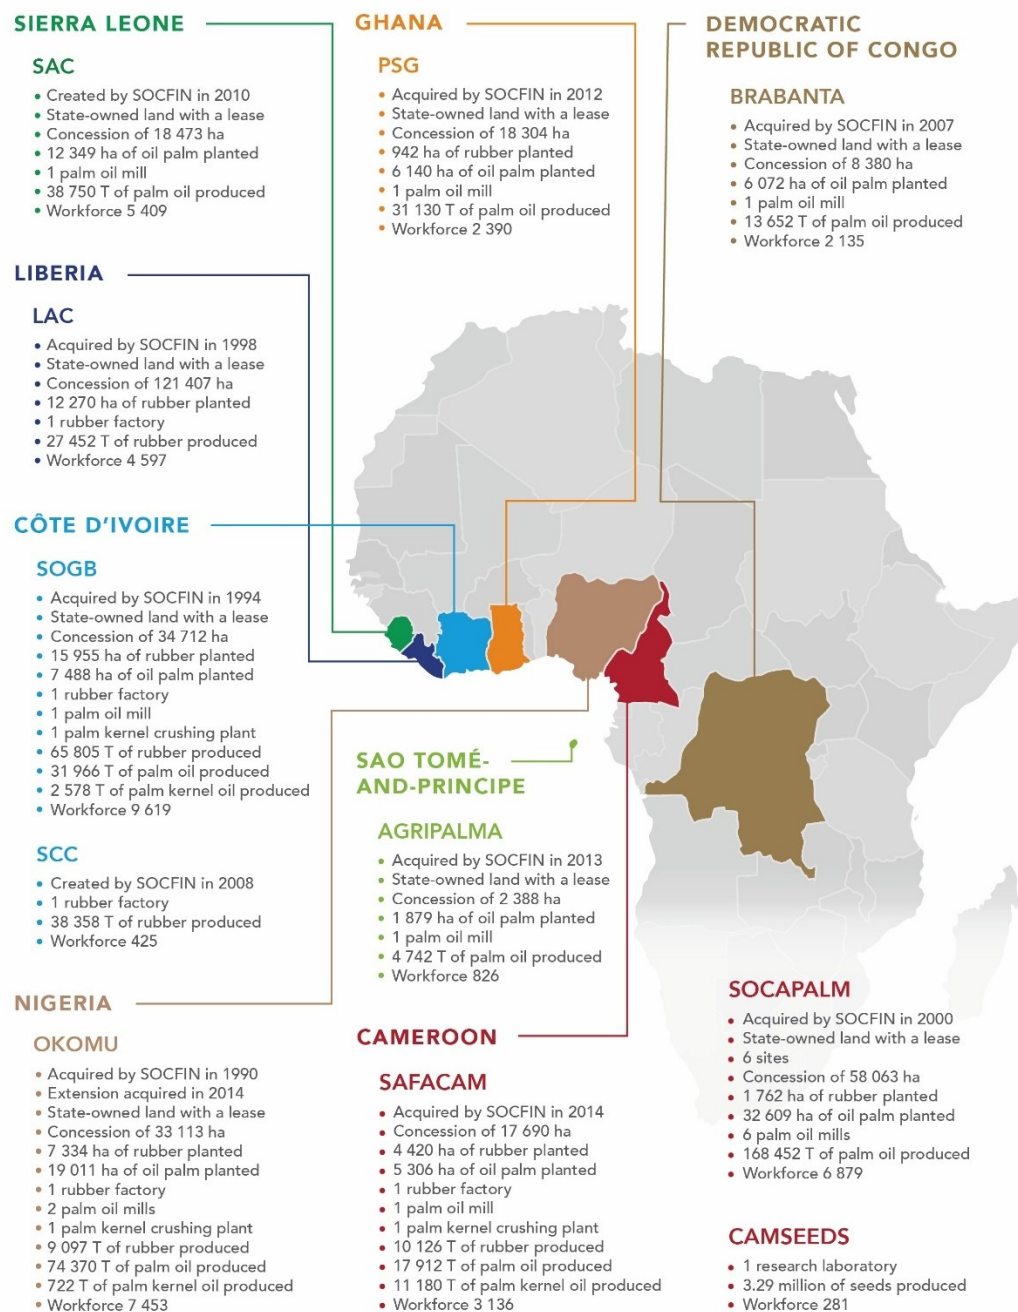 SIERRA LEONE
SAC
• Created by SOCFIN in 2010
• State-owned land with a lease
• Concession of 18 473 ha
• 12 349 ha of oil palm planted
• 1 palm oil mill
• 38 750 T of palm oil produced
• Workforce 5 409
GHANA
PSG
• Acquired by SOCFIN in 2012
• State-owned land with a lease
• Concession of 18 304 ha
• 942 ha of rubber planted
• 6 140 ha of oil palm planted
• 1 palm oil mill
• 31 130 T of palm oil produced
• Workforce 2 390
DEMOCRATIC
REPUBLIC OF CONGO
BRABANTA
• Acquired by SOCFIN in 2007
• State-owned land with a lease
• Concession of 8 380 ha
• 6 072 ha of oil palm planted
• 1 palm oil mill
• 13 652 T of palm oil produced
• Workforce 2 135
LIBERIA
LAC
• Acquired by SOCFIN in 1998
• State-owned land with a lease
• Concession of 121 407 ha
• 12 270 ha of rubber planted
• 1 rubber factory
• 27 452 T of rubber produced
• Workforce 4 597
CÔTE D'IVOIRE
SOGB
• Acquired by SOCFIN in 1994
• State-owned land with a lease
• Concession of 34 712 ha
• 15 955 ha of rubber planted
• 7 488 ha of oil palm planted
• 1 rubber factory
• 1 palm oil mill
• 1 palm kernel crushing plant
• 65 805 T of rubber produced
• 31 966 T of palm oil produced
• 2 578 T of palm kernel oil produced
• Workforce 9 619
SCC
• Created by SOCFIN in 2008
• 1 rubber factory
• 38 358 T of rubber produced
• Workforce 425
SAO TOMÉ-
AND-PRINCIPE
AGRIPALMA
• Acquired by SOCFIN in 2013
• State-owned land with a lease
• Concession of 2 388 ha
• 1 879 ha of oil palm planted
• 1 palm oil mill
• 4 742 T of palm oil produced
• Workforce 826
NIGERIA
OKOMU
• Acquired by SOCFIN in 1990
• Extension acquired in 2014
• State-owned land with a lease
• Concession of 33 113 ha
• 7 334 ha of rubber planted
• 19 011 ha of oil palm planted
• 1 rubber factory
• 2 palm oil mills
• 1 palm kernel crushing plant
• 9 097 T of rubber produced
• 74 370 T of palm oil produced
• 722 T of palm kernel oil produced
• Workforce 7 453
CAMEROON
SAFACAM
• Acquired by SOCFIN in 2014
• Concession of 17 690 ha
• 4 420 ha of rubber planted
• 5 306 ha of oil palm planted
• 1 rubber factory
• 1 palm oil mill
• 1 palm kernel crushing plant
• 10 126 T of rubber produced
• 17 912 T of palm oil produced
• 11 180 T of palm kernel oil produced
• Workforce 3 136
SOCAPALM
• Acquired by SOCFIN in 2000
• State-owned land with a lease
• 6 sites
• Concession of 58 063 ha
• 1 762 ha of rubber planted
• 32 609 ha of oil palm planted
• 6 palm oil mills
• 168 452 T of palm oil produced
• Workforce 6 879
CAMSEEDS
• 1 research laboratory
• 3.29 million of seeds produced
• Workforce 281